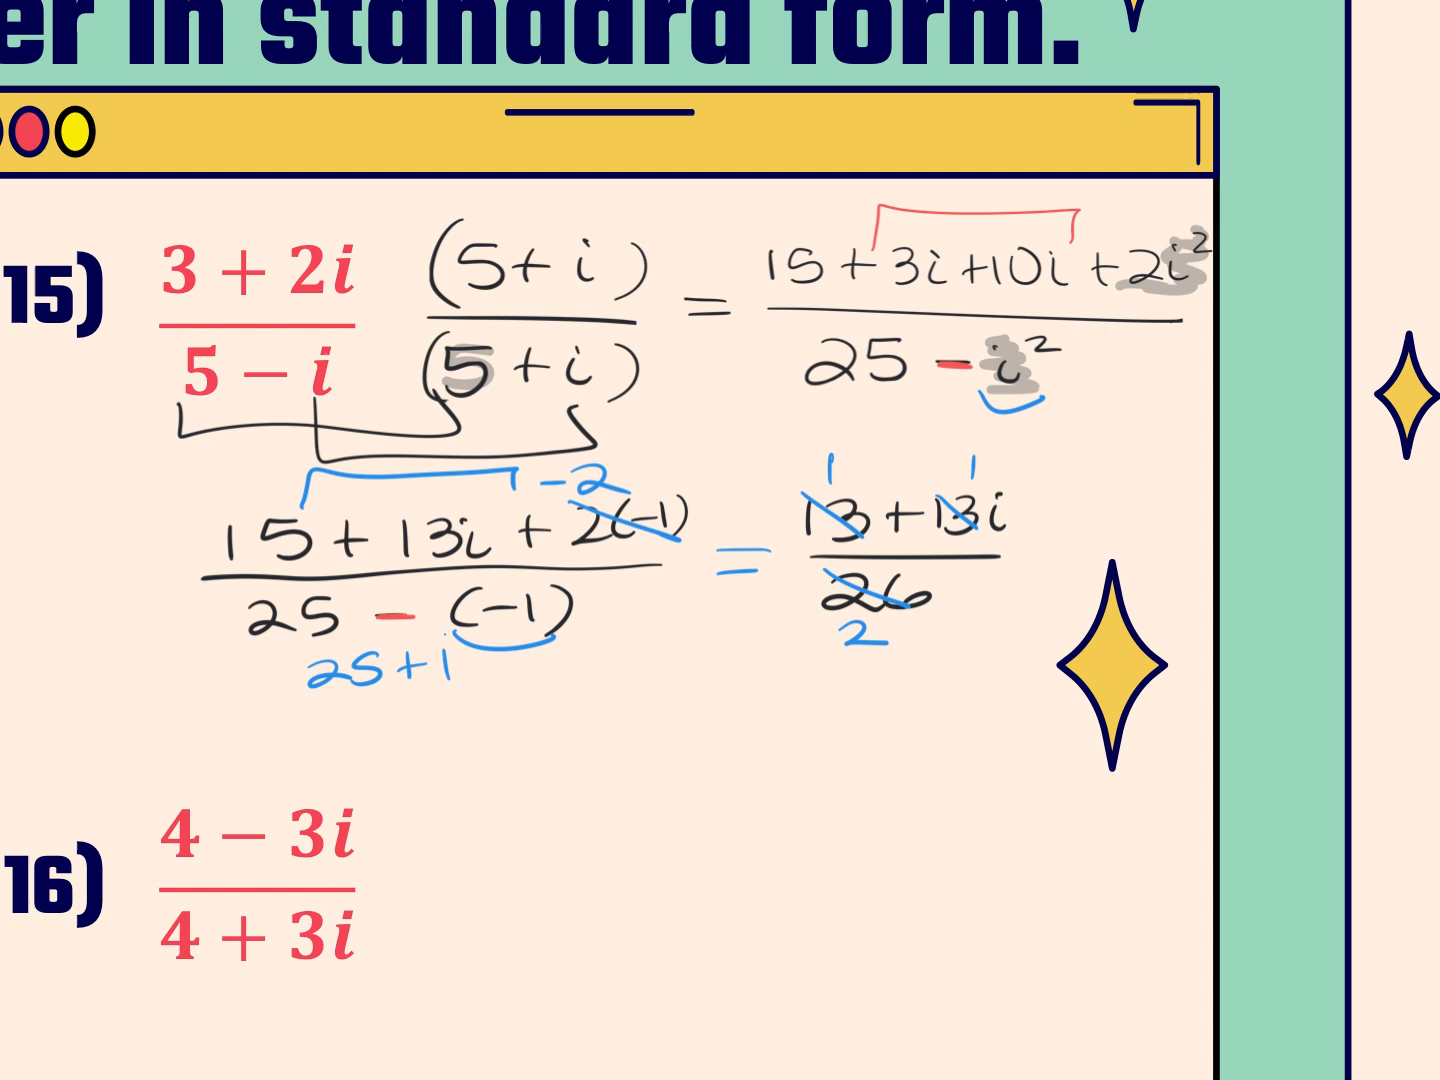 er in standard form.
15) 3 + 2i / 5 − i (5 + i) / (5 + i) = 15 + 3i + 10i + 2i² / 25 − i²
15 + 13i + 2(−1) −2 / 25 − (−1) = 13 + 13i / 26
1 1
25 + 1
2
16) 4 − 3i / 4 + 3i